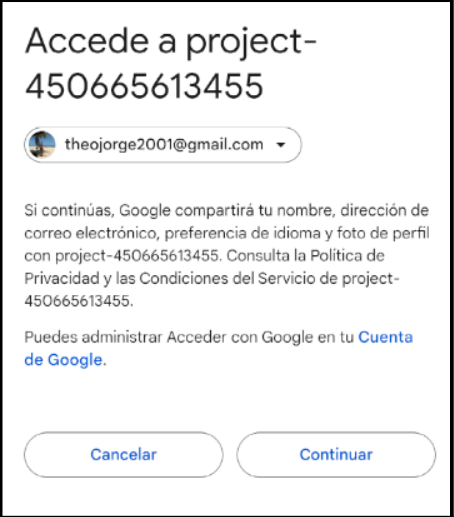 Accede a project-
450665613455
theojorge2001@gmail.com
Si continúas, Google compartirá tu nombre, dirección de
correo electrónico, preferencia de idioma y foto de perfil
con project-450665613455. Consulta la Política de
Privacidad y las Condiciones del Servicio de project-
450665613455.
Puedes administrar Acceder con Google en tu Cuenta
de Google.
Cancelar
Continuar